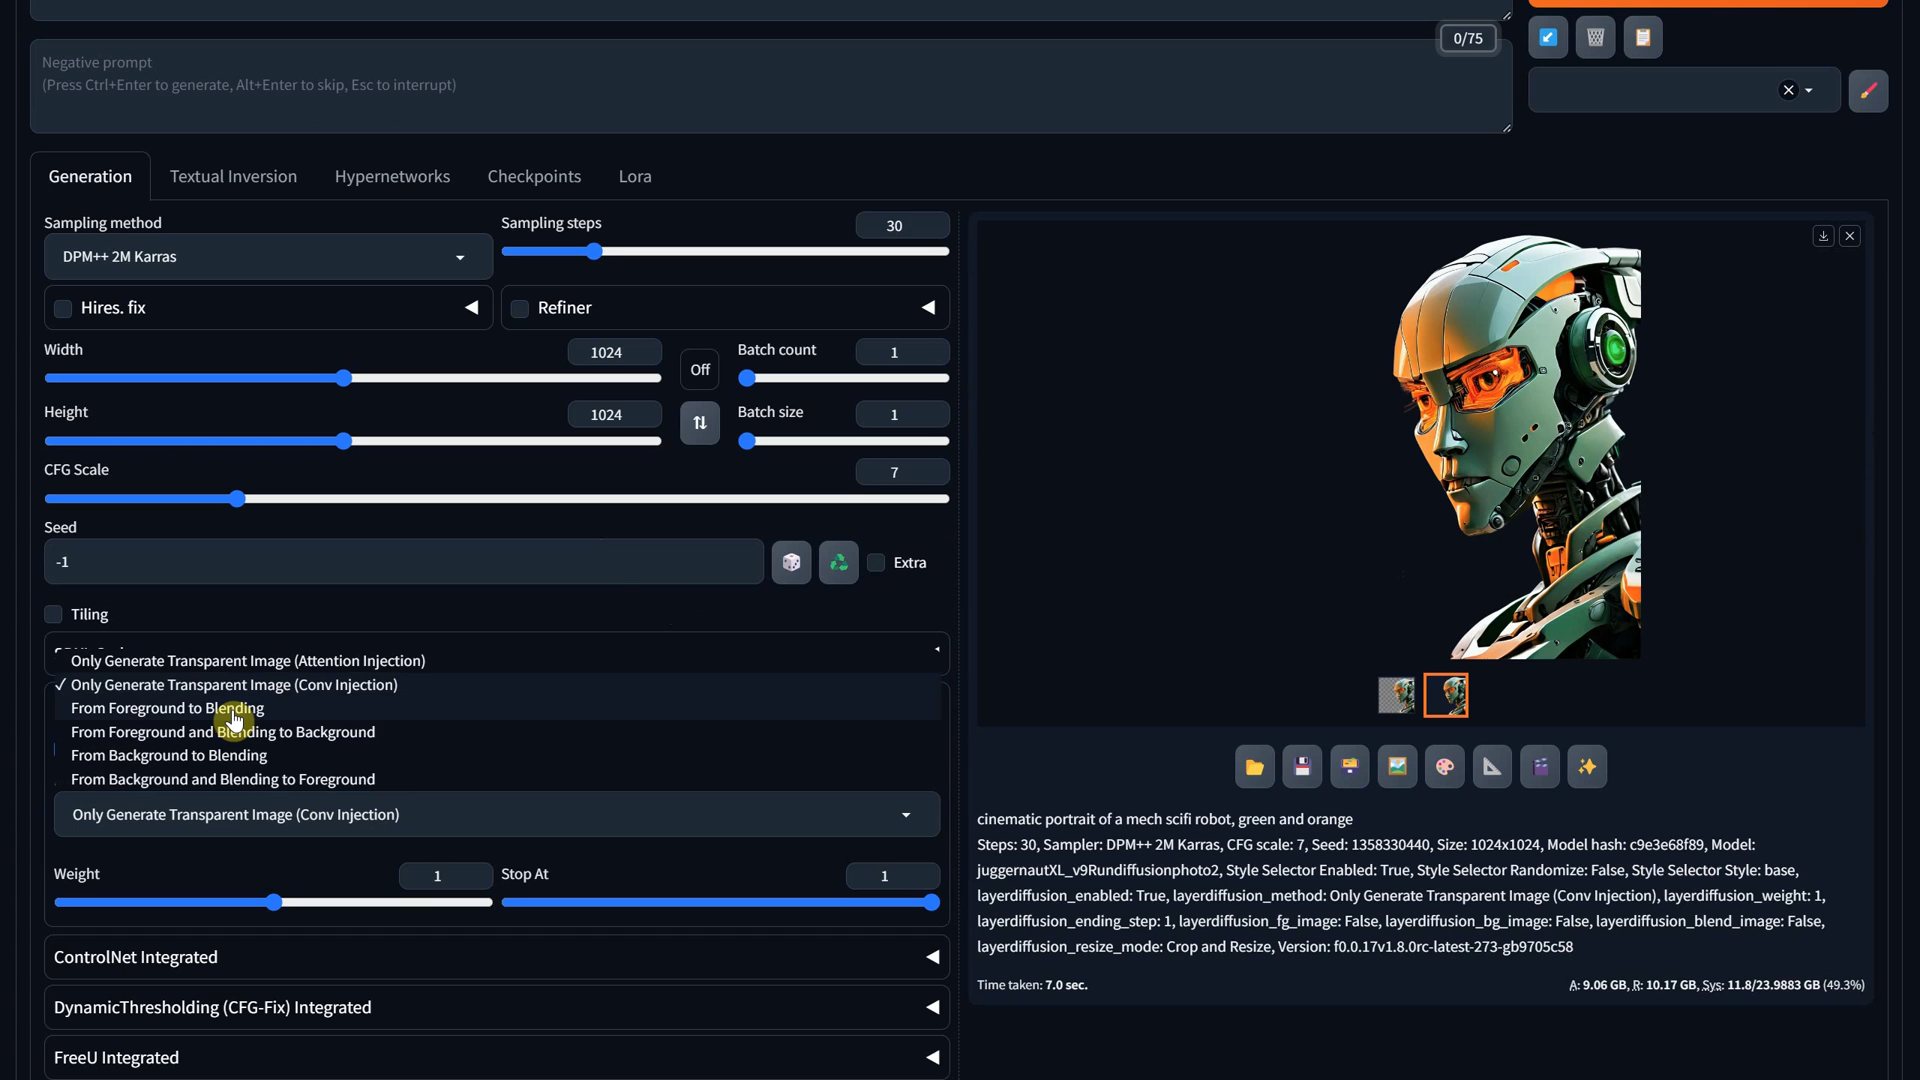 0/75
Negative prompt
(Press Ctrl+Enter to generate, Alt+Enter to skip, Esc to interrupt)
Generation
Textual Inversion
Hypernetworks
Checkpoints
Lora
Sampling method
Sampling steps
30
DPM++ 2M Karras
Hires. fix
Refiner
Width
1024
Off
Batch count
1
Height
1024
Batch size
1
CFG Scale
7
Seed
-1
Extra
Tiling
Only Generate Transparent Image (Attention Injection)
✓ Only Generate Transparent Image (Conv Injection)
From Foreground to Blending
From Foreground and Blending to Background
From Background to Blending
From Background and Blending to Foreground
Only Generate Transparent Image (Conv Injection)
Weight
1
Stop At
1
ControlNet Integrated
DynamicThresholding (CFG-Fix) Integrated
FreeU Integrated
cinematic portrait of a mech scifi robot, green and orange
Steps: 30, Sampler: DPM++ 2M Karras, CFG scale: 7, Seed: 1358330440, Size: 1024x1024, Model hash: c9e3e68f89, Model:
juggernautXL_v9Rundiffusionphoto2, Style Selector Enabled: True, Style Selector Randomize: False, Style Selector Style: base,
layerdiffusion_enabled: True, layerdiffusion_method: Only Generate Transparent Image (Conv Injection), layerdiffusion_weight: 1,
layerdiffusion_ending_step: 1, layerdiffusion_fg_image: False, layerdiffusion_bg_image: False, layerdiffusion_blend_image: False,
layerdiffusion_resize_mode: Crop and Resize, Version: f0.0.17v1.8.0rc-latest-273-gb9705c58
Time taken: 7.0 sec.
A: 9.06 GB, R: 10.17 GB, Sys: 11.8/23.9883 GB (49.3%)